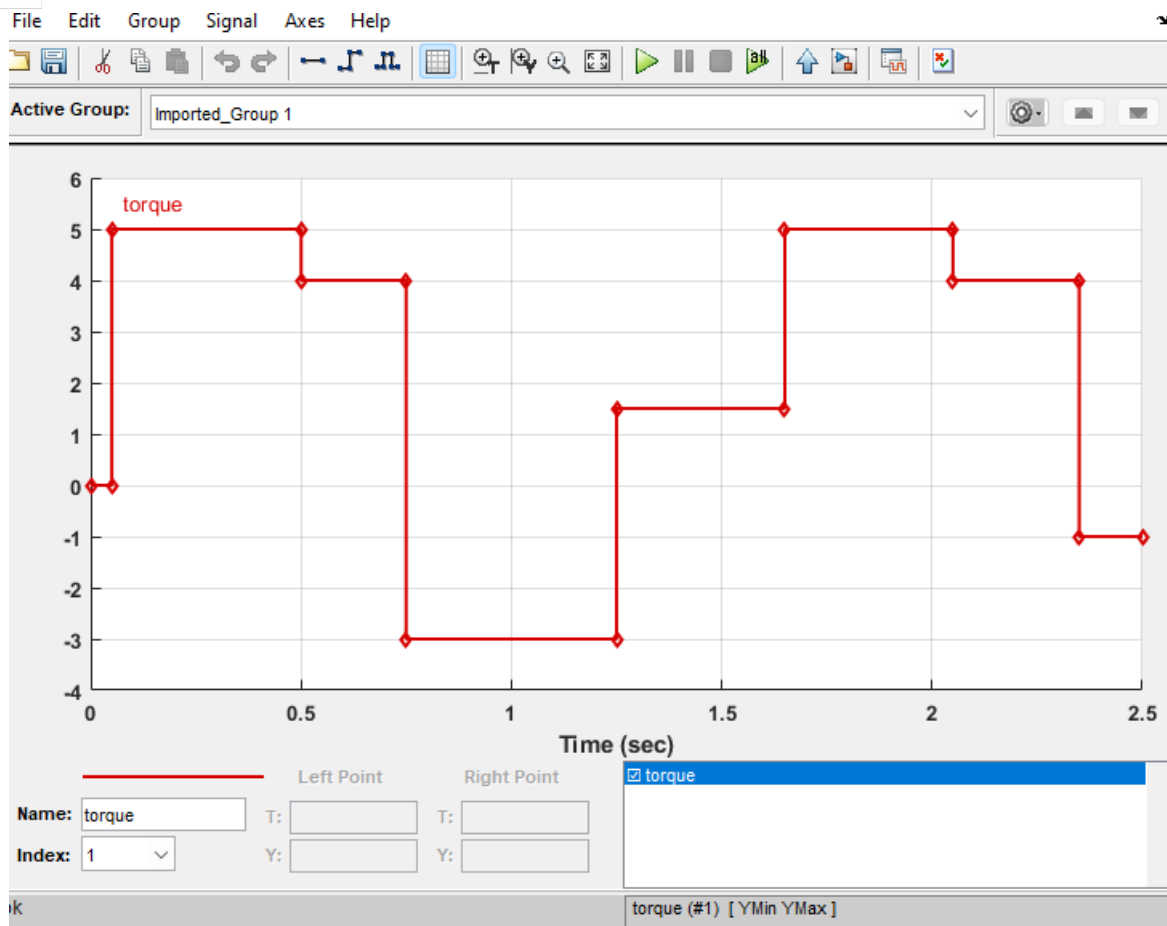 File Edit Group Signal Axes Help
Active Group: Imported_Group 1
6
torque
5
4
3
2
1
0
-1
-2
-3
-4
0 0.5 1 1.5 2 2.5
Time (sec)
Left Point Right Point torque
Name: torque T: T:
Index: 1 Y: Y:
torque (#1) [ YMin YMax ]